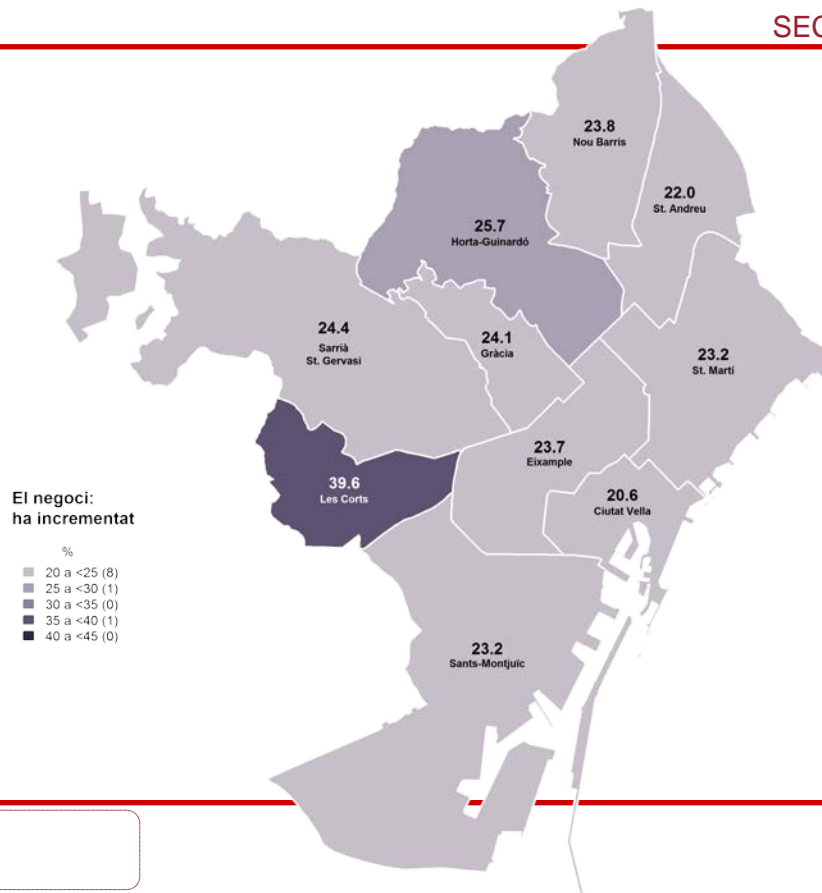 SEC
23.8
Nou Barris
22.0
St. Andreu
25.7
Horta-Guinardó
24.4
Sarrià
St. Gervasi
24.1
Gràcia
23.2
St. Martí
23.7
Eixample
39.6
Les Corts
20.6
Ciutat Vella
23.2
Sants-Montjuïc
El negoci:
ha incrementat
%
20 a <25 (8)
25 a <30 (1)
30 a <35 (0)
35 a <40 (1)
40 a <45 (0)